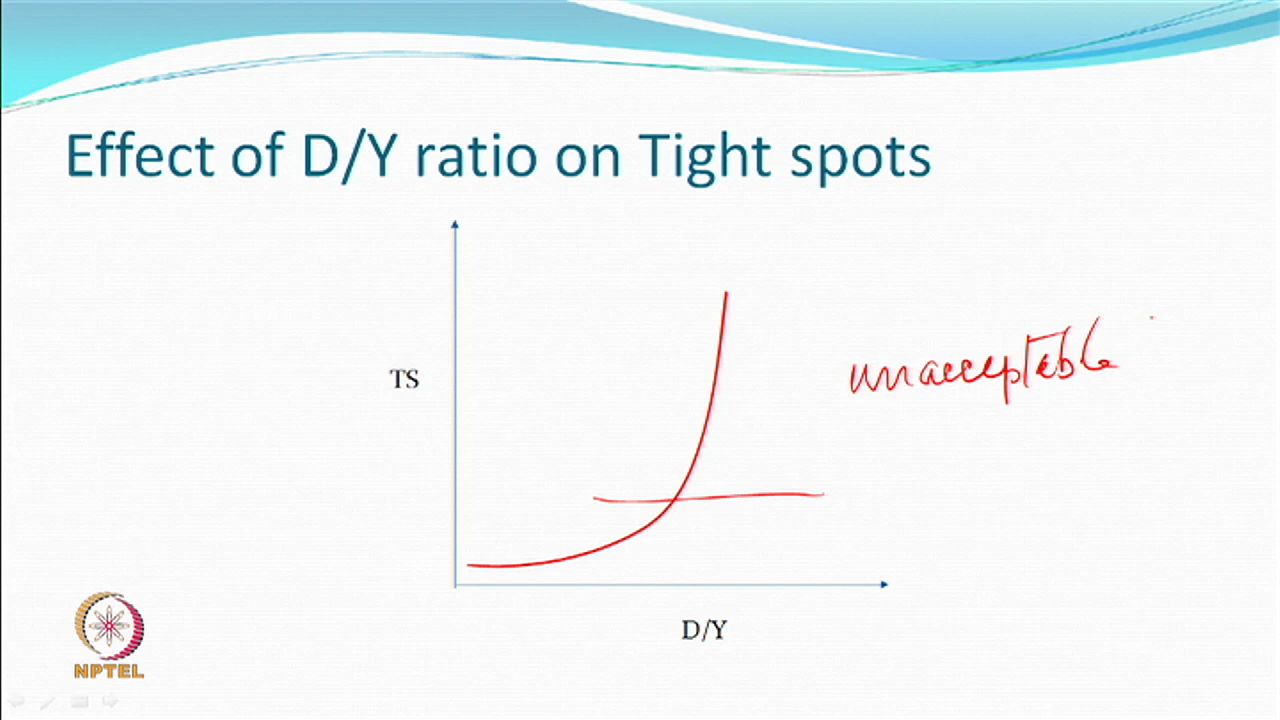 Effect of D/Y ratio on Tight spots
TS
unacceptable
D/Y
NPTEL